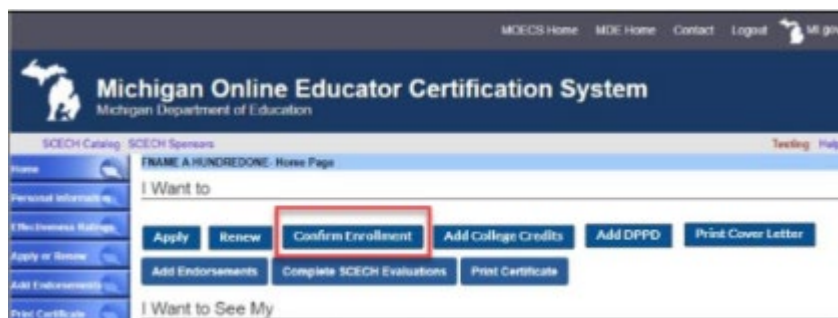 MOECS Home MDE Home Contact Logout MI.gov
Michigan Online Educator Certification System
Michigan Department of Education
SCECH Catalog SCECH Sponsors Testing Help
Home
FNAME A HUNDREDONE- Home Page
Personal Information
I Want to
Effectiveness Ratings
Apply Renew Confirm Enrollment Add College Credits Add DPPD Print Cover Letter
Apply or Renew
Add Endorsements Complete SCECH Evaluations Print Certificate
Add Endorsements
Print Certificate
I Want to See My